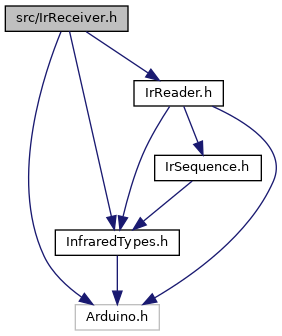 src/IrReceiver.h
IrReader.h
IrSequence.h
InfraredTypes.h
Arduino.h